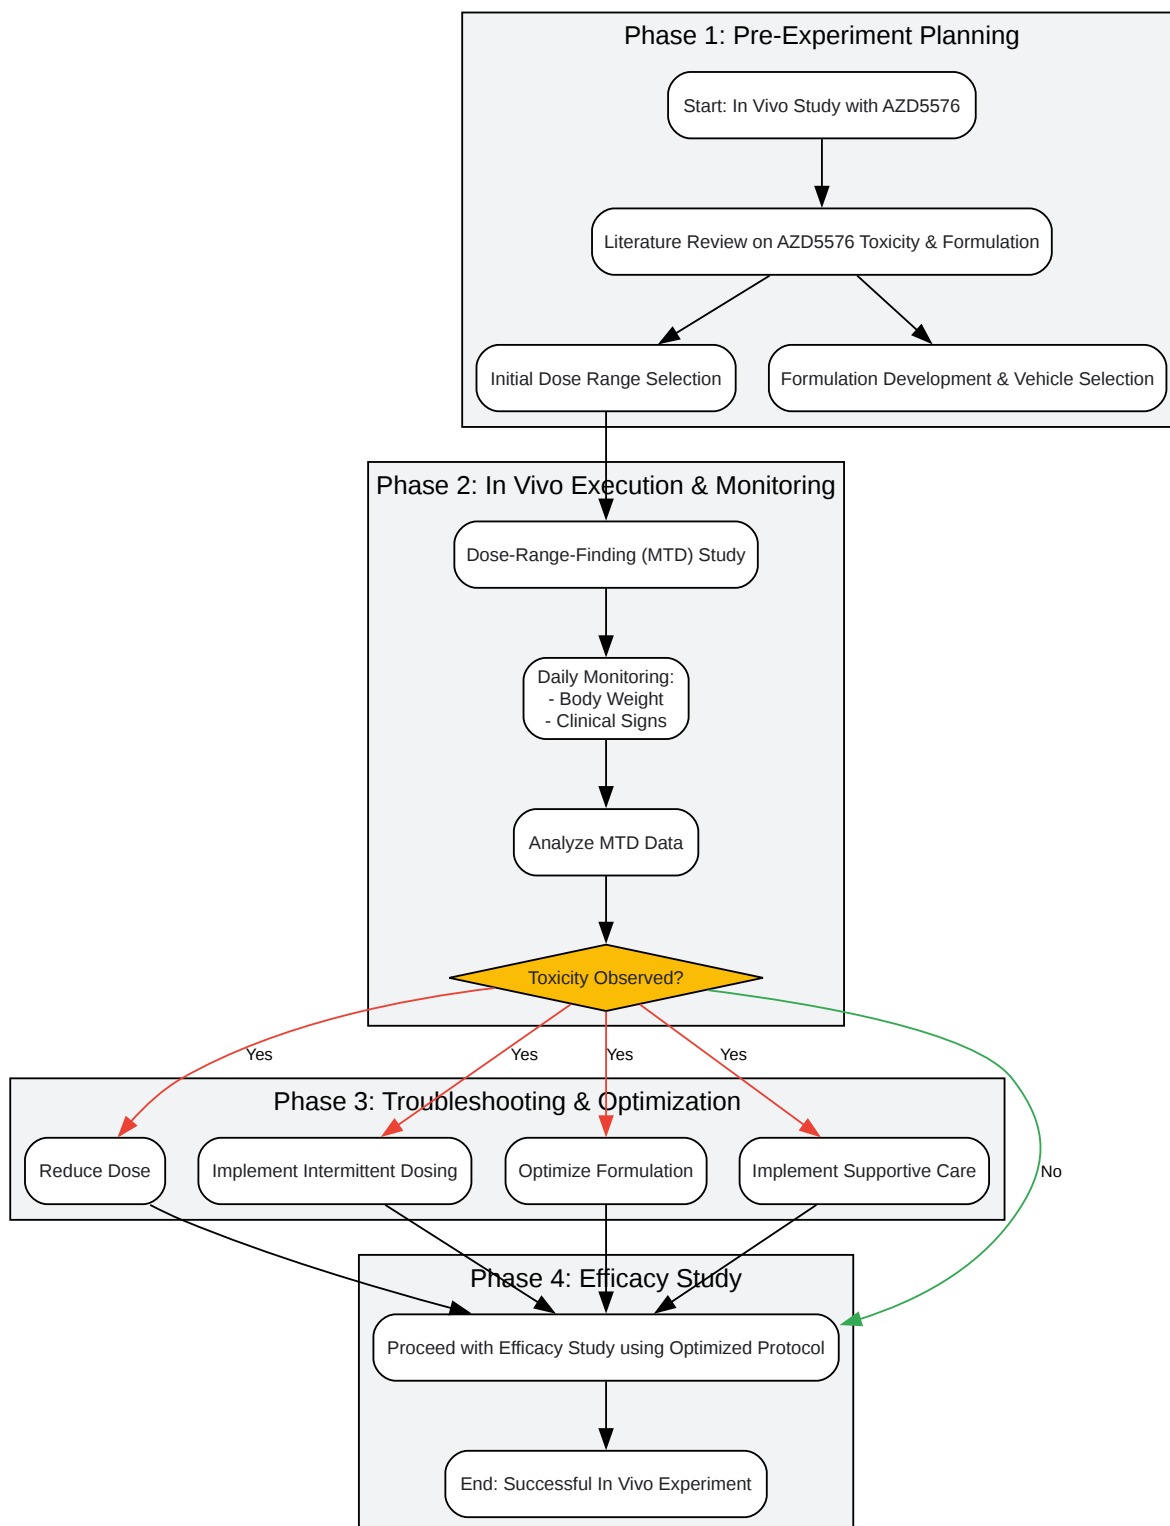 Phase 1: Pre-Experiment Planning
Start: In Vivo Study with AZD5576
Literature Review on AZD5576 Toxicity & Formulation
Initial Dose Range Selection
Formulation Development & Vehicle Selection
Phase 2: In Vivo Execution & Monitoring
Dose-Range-Finding (MTD) Study
Daily Monitoring:
- Body Weight
- Clinical Signs
Analyze MTD Data
Toxicity Observed?
Yes
Yes
Yes
Yes
Phase 3: Troubleshooting & Optimization
Reduce Dose
Implement Intermittent Dosing
Optimize Formulation
Implement Supportive Care
No
Phase 4: Efficacy Study
Proceed with Efficacy Study using Optimized Protocol
End: Successful In Vivo Experiment